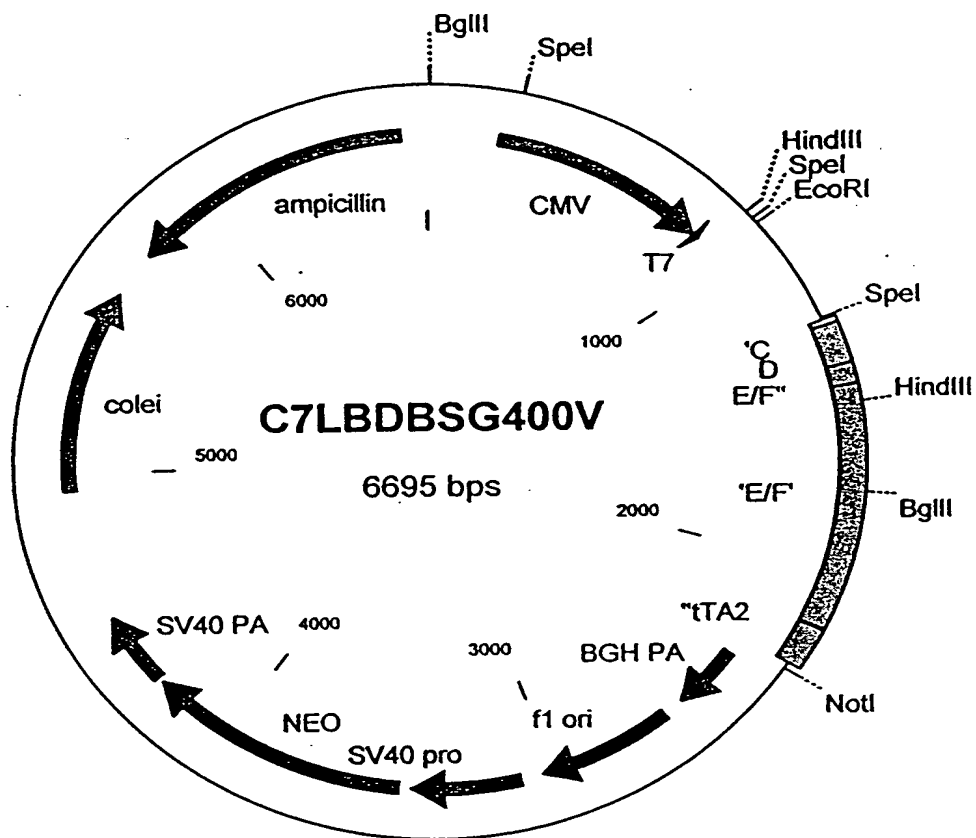 BglII
SpeI
HindIII
SpeI
EcoRI
ampicillin
CMV
T7
6000
1000
SpeI
'C
D
E/F"
HindIII
colei
C7LBDBSG400V
5000
6695 bps
'E/F'
BglII
2000
SV40 PA
4000
3000
"tTA2
BGH PA
NotI
NEO
f1 ori
SV40 pro